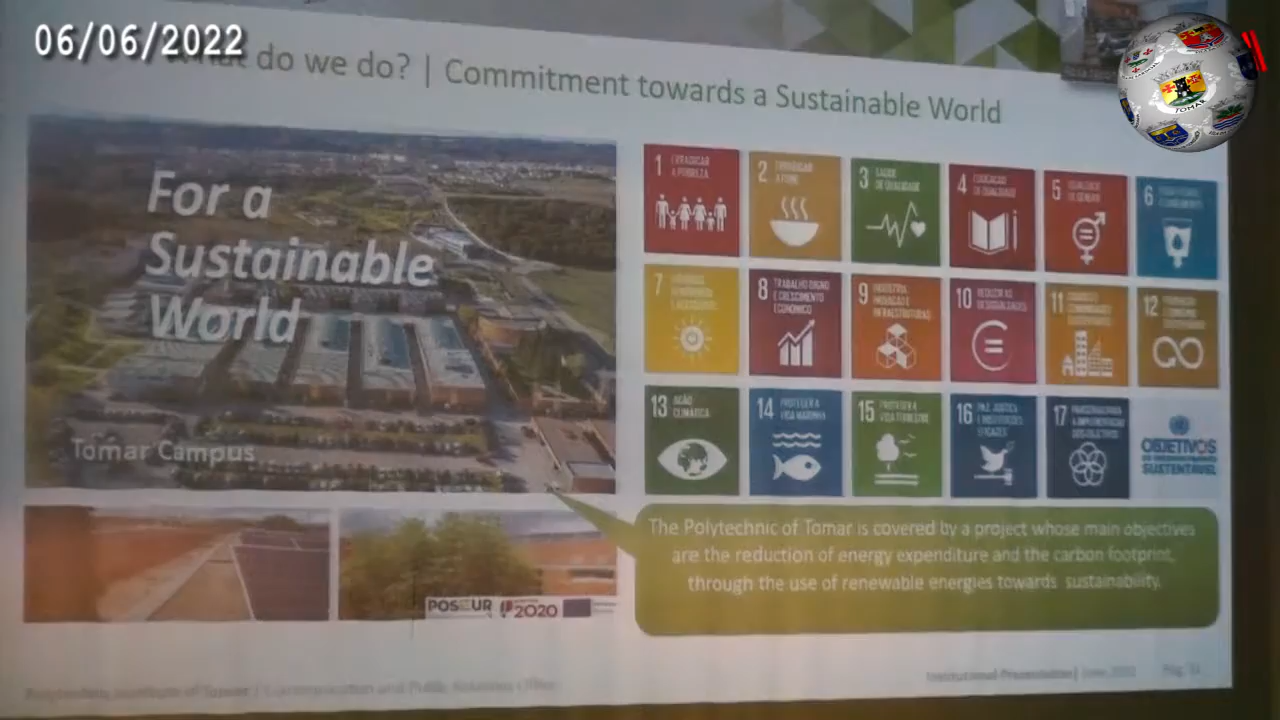 06/06/2022
What do we do? | Commitment towards a Sustainable World
For a
Sustainable
World
Tomar Campus
1 ERRADICAR
A POBREZA
2 ERRADICAR
A FOME
3 SAÚDE
DE QUALIDADE
4 EDUCAÇÃO
DE QUALIDADE
5 IGUALDADE
DE GÉNERO
6
7
8 TRABALHO DIGNO
E CRESCIMENTO
ECONÓMICO
9 INDÚSTRIA,
INOVAÇÃO E
INFRAESTRUTURAS
10 REDUZIR AS
DESIGUALDADES
11
12
13 AÇÃO
CLIMÁTICA
14 PROTEGER A
VIDA MARINHA
15 PROTEGER A
VIDA TERRESTRE
16 PAZ, JUSTIÇA
E INSTITUIÇÕES
EFICAZES
17
OBJETIVOS
SUSTENTÁVEL
The Polytechnic of Tomar is covered by a project whose main objectives
are the reduction of energy expenditure and the carbon footprint,
through the use of renewable energies towards sustainability.
POSEUR
2020
Institutional Presentation | June 2022
TOMAR